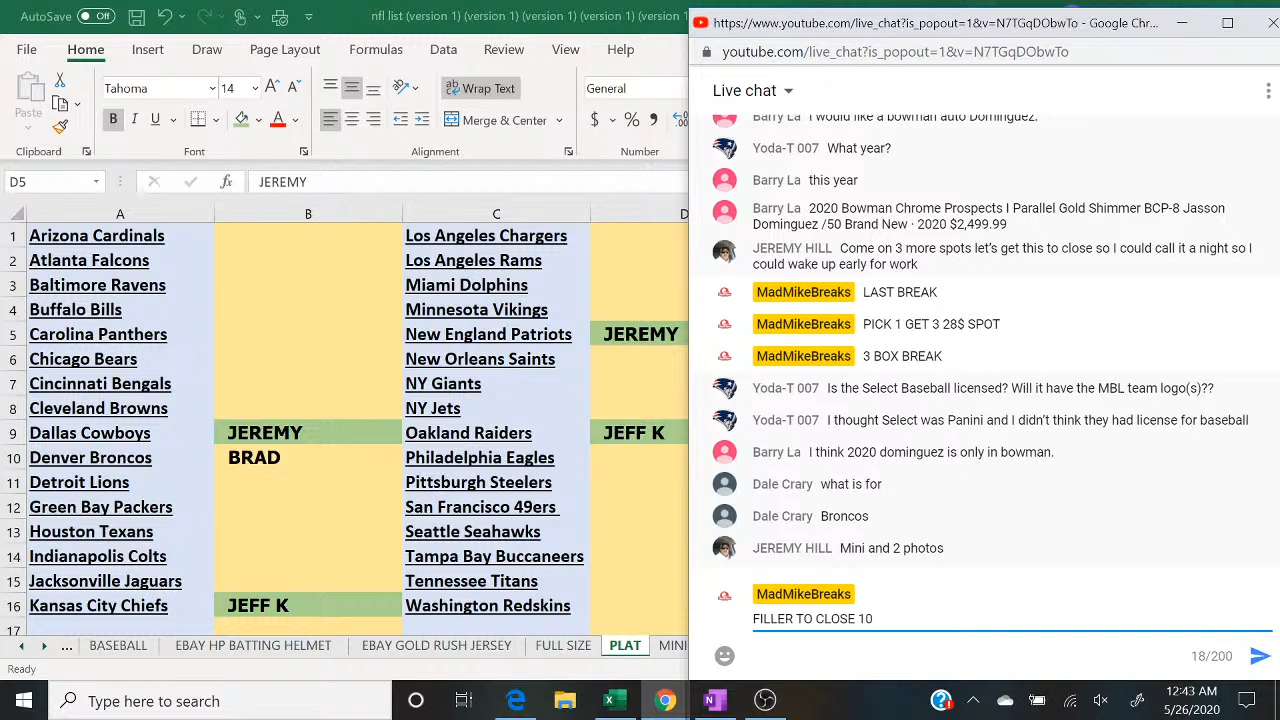 AutoSave Off nfl list (version 1) (version 1) (version 1) (version 1)
File Home Insert Draw Page Layout Formulas Data Review View Help
Paste
Tahoma 14
Wrap Text
General
B I U
Merge & Center
$ % 9
Clipboard Font Alignment Number
D5 fx JEREMY
A B C D
1 Arizona Cardinals Los Angeles Chargers
2 Atlanta Falcons Los Angeles Rams
3 Baltimore Ravens Miami Dolphins
4 Buffalo Bills Minnesota Vikings
5 Carolina Panthers New England Patriots JEREMY
6 Chicago Bears New Orleans Saints
7 Cincinnati Bengals NY Giants
8 Cleveland Browns NY Jets
9 Dallas Cowboys JEREMY Oakland Raiders JEFF K
10 Denver Broncos BRAD Philadelphia Eagles
11 Detroit Lions Pittsburgh Steelers
12 Green Bay Packers San Francisco 49ers
13 Houston Texans Seattle Seahawks
14 Indianapolis Colts Tampa Bay Buccaneers
15 Jacksonville Jaguars Tennessee Titans
16 Kansas City Chiefs JEFF K Washington Redskins
17
... BASEBALL EBAY HP BATTING HELMET EBAY GOLD RUSH JERSEY FULL SIZE PLAT MINI
Ready
https://www.youtube.com/live_chat?is_popout=1&v=N7TGqDObwTo - Google Chr...
youtube.com/live_chat?is_popout=1&v=N7TGqDObwTo
Live chat
Barry La I would like a bowman auto Dominguez.
Yoda-T 007 What year?
Barry La this year
Barry La 2020 Bowman Chrome Prospects I Parallel Gold Shimmer BCP-8 Jasson
Dominguez /50 Brand New · 2020 $2,499.99
JEREMY HILL Come on 3 more spots let's get this to close so I could call it a night so I
could wake up early for work
MadMikeBreaks LAST BREAK
MadMikeBreaks PICK 1 GET 3 28$ SPOT
MadMikeBreaks 3 BOX BREAK
Yoda-T 007 Is the Select Baseball licensed? Will it have the MBL team logo(s)??
Yoda-T 007 I thought Select was Panini and I didn't think they had license for baseball
Barry La I think 2020 dominguez is only in bowman.
Dale Crary what is for
Dale Crary Broncos
JEREMY HILL Mini and 2 photos
MadMikeBreaks
FILLER TO CLOSE 10
18/200
Type here to search
12:43 AM
5/26/2020